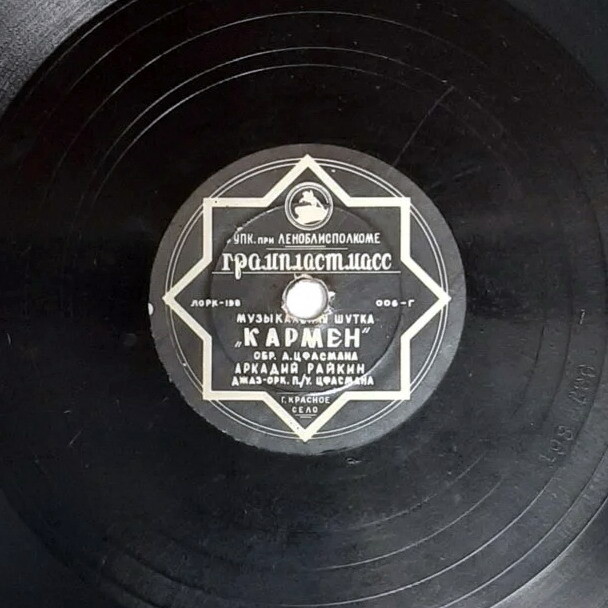 УПК. при ЛЕНОБЛИСПОЛКОМЕ
Грампластмасс
ЛОРК-198 006-Г
МУЗЫКАЛЬНАЯ ШУТКА
„КАРМЕН"
ОБР. А. ЦФАСМАНА
АРКАДИЙ РАЙКИН
ДЖАЗ-ОРК. П./У. ЦФАСМАНА
Г. КРАСНОЕ
СЕЛО